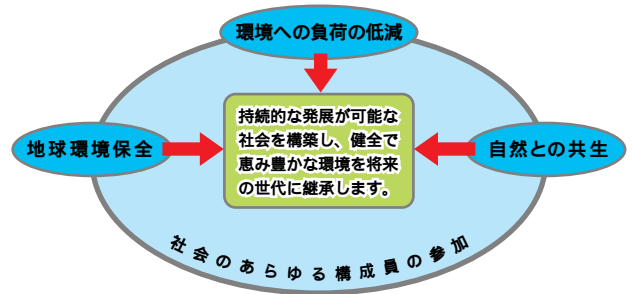 環境への負荷の低減
持続的な発展が可能な
社会を構築し、健全で
恵み豊かな環境を将来
の世代に継承します。
地球環境保全
自然との共生
社会のあらゆる構成員の参加